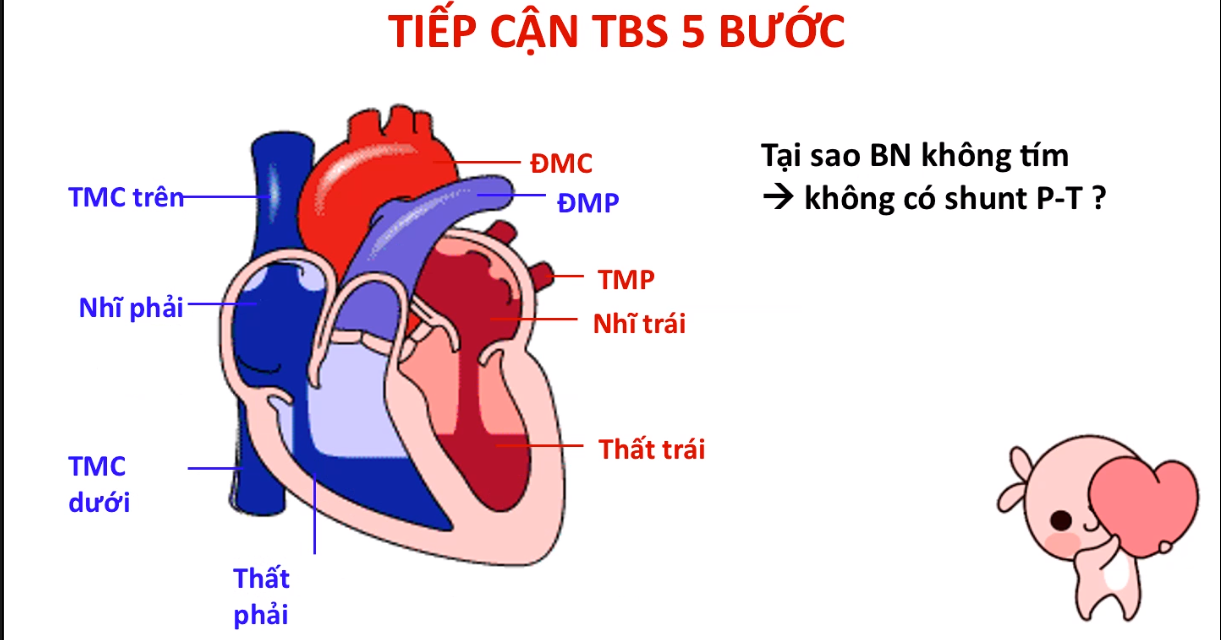 TIẾP CẬN TBS 5 BƯỚC
Tại sao BN không tím
→ không có shunt P-T ?
ĐMC
TMC trên
ĐMP
TMP
Nhĩ phải
Nhĩ trái
Thất trái
TMC
dưới
Thất
phải